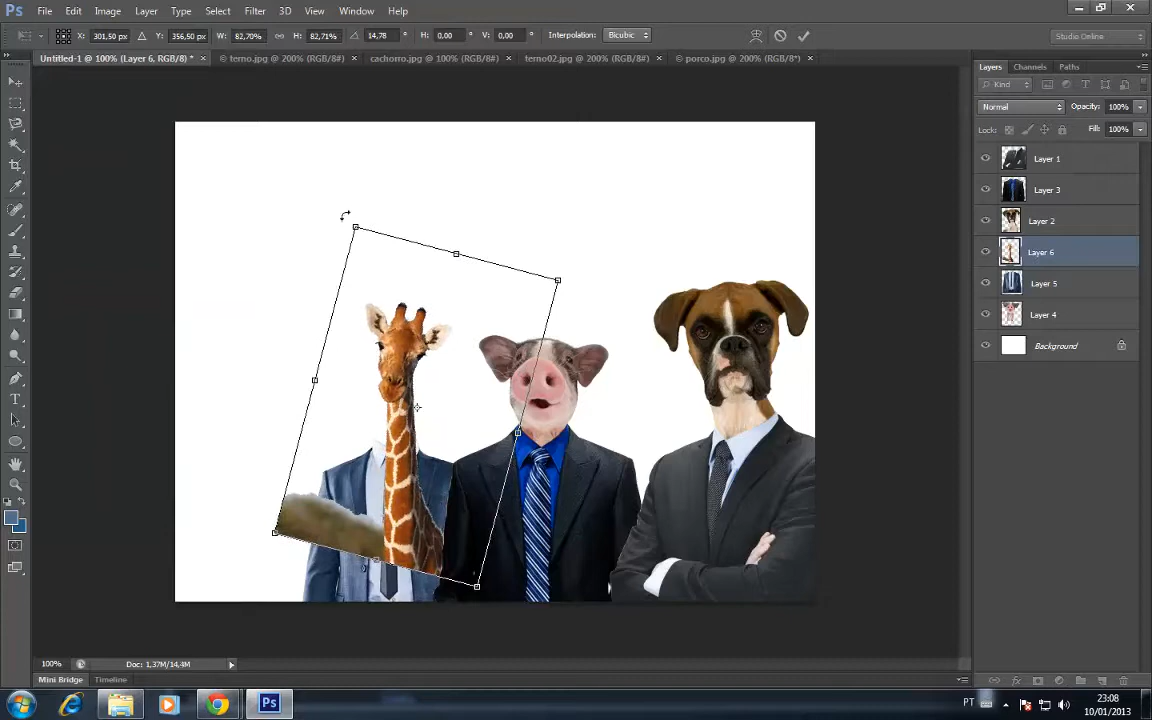 Ps File Edit Image Layer Type Select Filter 3D View Window Help
X: 301,50 px Y: 356,50 px W: 82,70% H: 82,71% 14,78 ° H: 0,00 ° V: 0,00 ° Interpolation: Bicubic Studio Online
Untitled-1 @ 100% (Layer 6, RGB/8) * × © terno.jpg @ 200% (RGB/8#) × cachorro.jpg @ 100% (RGB/8#) × terno02.jpg @ 200% (RGB/8#) × © porco.jpg @ 200% (RGB/8*) ×
Layers Channels Paths
Kind
Normal Opacity: 100%
Lock: Fill: 100%
Layer 1
Layer 3
Layer 2
Layer 6
Layer 5
Layer 4
Background
100% Doc: 1,37M/14,4M
Mini Bridge Timeline
Ps PT 23:08
10/01/2013